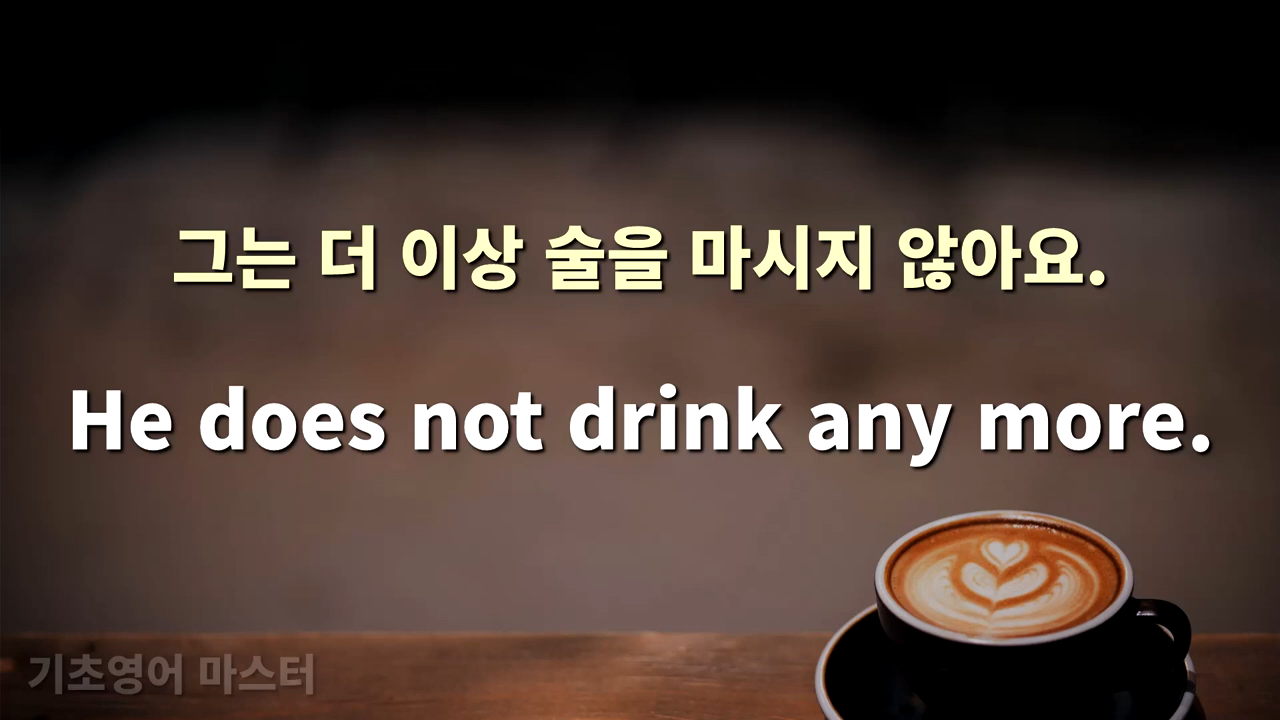 그는 더 이상 술을 마시지 않아요.
He does not drink any more.
기초영어 마스터